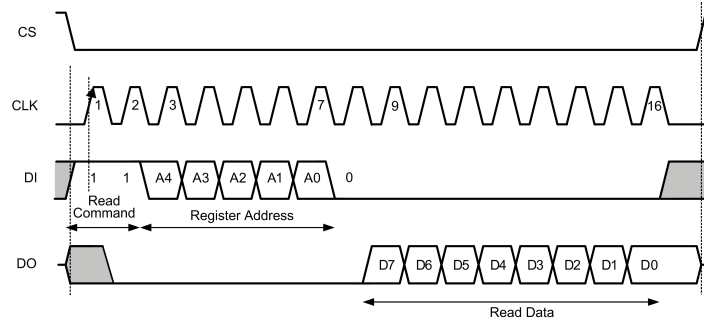 CS
CLK 1 2 3 7 9 16
DI 1 1 A4 A3 A2 A1 A0 0
Read
Command
Register Address
DO D7 D6 D5 D4 D3 D2 D1 D0
Read Data